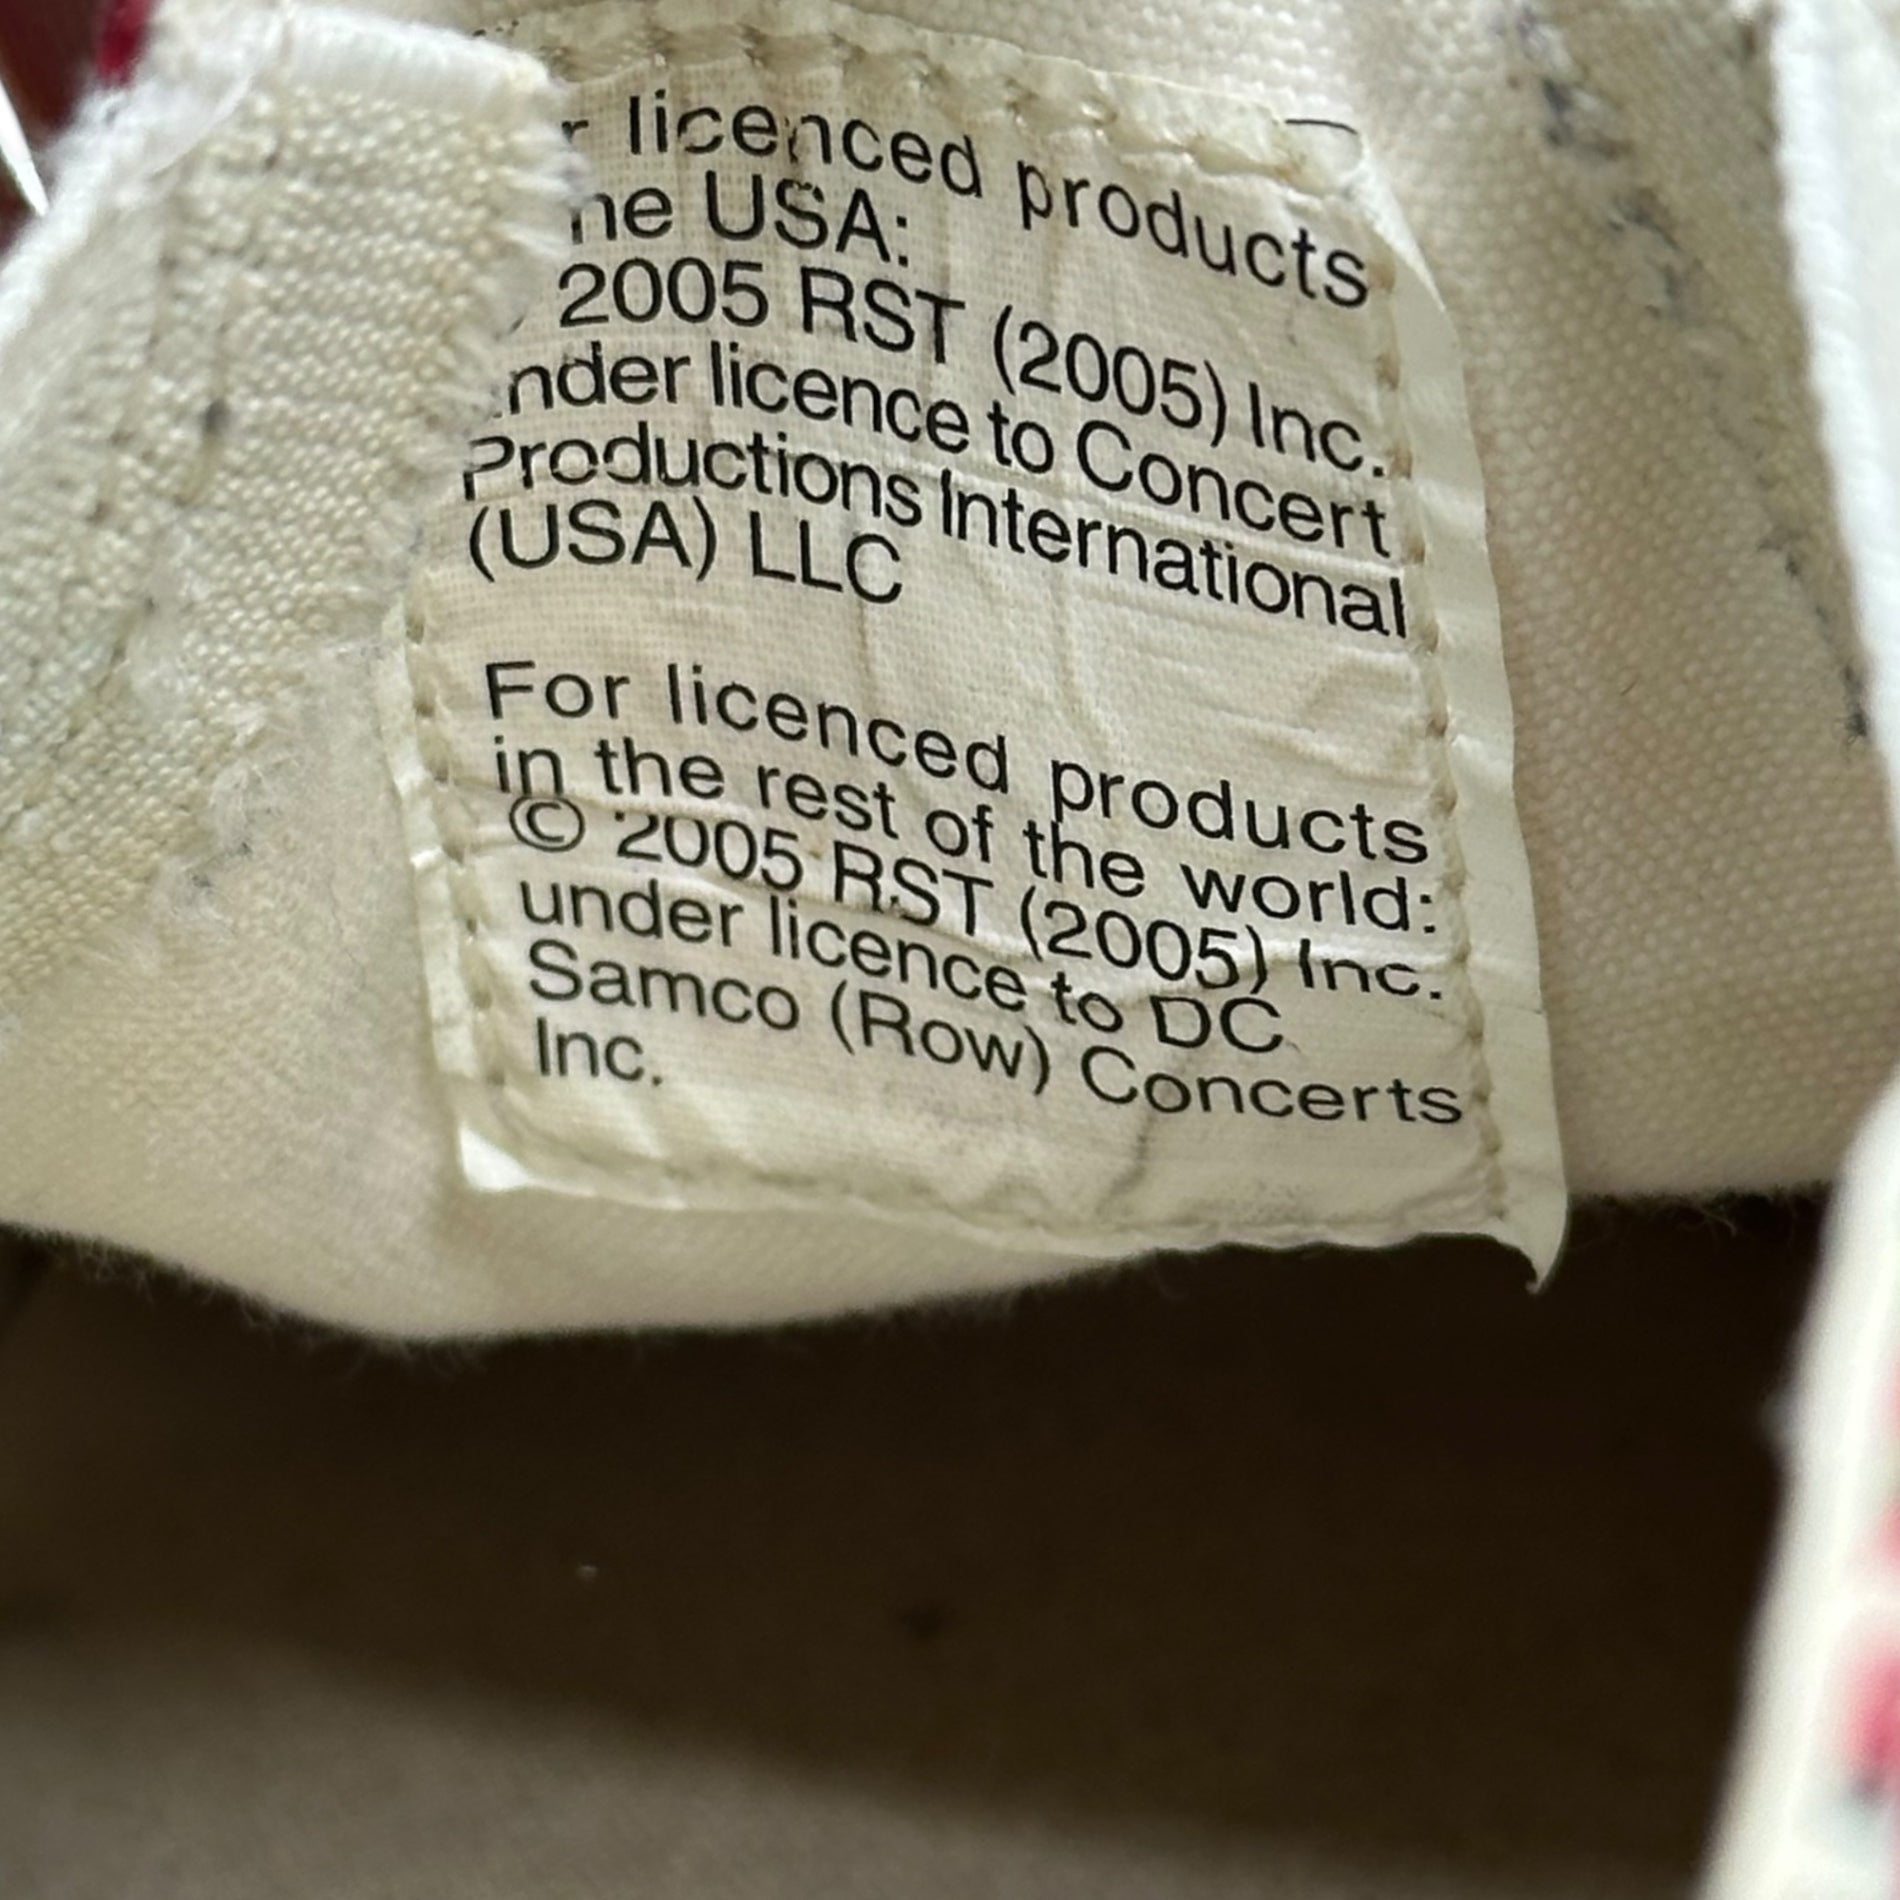 r licenced products
he USA:
2005 RST (2005) Inc.
nder licence to Concert
Productions International
(USA) LLC
For licenced products
in the rest of the world:
© 2005 RST (2005) Inc.
under licence to DC
Samco (Row) Concerts
Inc.